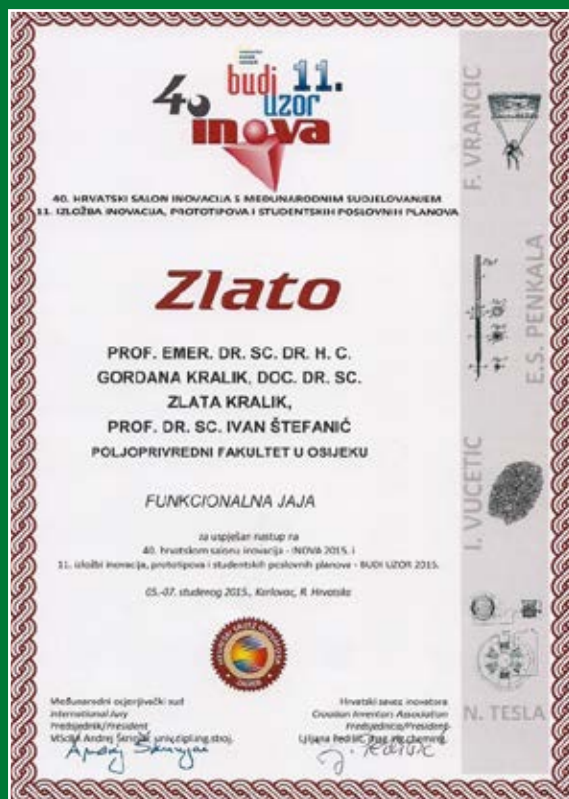 40
budi 11.
uzor
inova
40. HRVATSKI SALON INOVACIJA S MEĐUNARODNIM SUDJELOVANJEM
11. IZLOŽBA INOVACIJA, PROTOTIPOVA I STUDENTSKIH POSLOVNIH PLANOVA
Zlato
PROF. EMER. DR. SC. DR. H. C.
GORDANA KRALIK, DOC. DR. SC.
ZLATA KRALIK,
PROF. DR. SC. IVAN ŠTEFANIĆ
POLJOPRIVREDNI FAKULTET U OSIJEKU
FUNKCIONALNA JAJA
za uspješan nastup na
40. hrvatskom salonu inovacija - INOVA 2015. i
11. izložbi inovacija, prototipova i studentskih poslovnih planova - BUDI UZOR 2015.
05.-07. studenog 2015., Karlovac, R. Hrvatska
Međunarodni ocjenjivački sud
International Jury
Predsjednik/President
Andrej Škrinjar
Hrvatski savez inovatora
Croatian Inventors Association
Predsjednica/President
Ljiljana Pedišić
F. VRANCIC
E.S. PENKALA
I. VUCETIC
N. TESLA